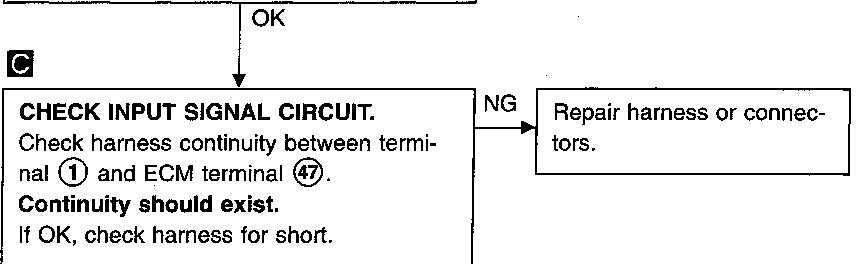 OK
C
CHECK INPUT SIGNAL CIRCUIT.
Check harness continuity between termi-
nal ① and ECM terminal ㊼.
Continuity should exist.
If OK, check harness for short.
NG
Repair harness or connec-
tors.